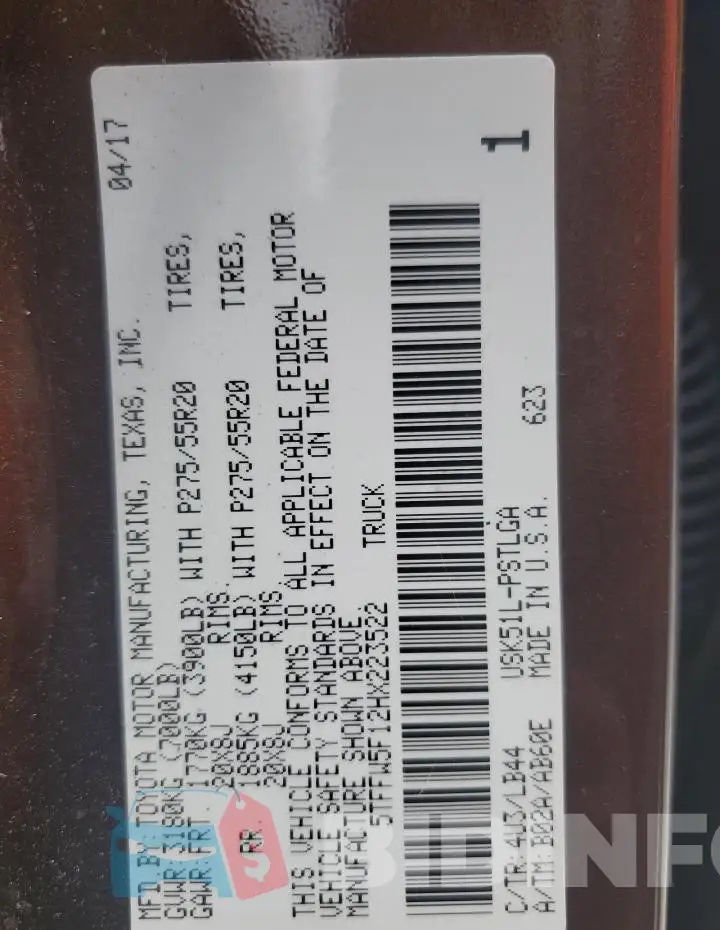 MFD.BY: TOYOTA MOTOR MANUFACTURING, TEXAS, INC. 04/17
GVWR: 3180KG (7000LB)
GAWR: FRT. 1770KG (3900LB) WITH P275/55R20 TIRES,
20X8J RIMS,
RR. 1885KG (4150LB) WITH P275/55R20 TIRES,
20X8J RIMS,
THIS VEHICLE CONFORMS TO ALL APPLICABLE FEDERAL MOTOR
VEHICLE SAFETY STANDARDS IN EFFECT ON THE DATE OF
MANUFACTURE SHOWN ABOVE.
5TFFW5F12HX223522 TRUCK
C/TR:4U3/LB44 USK51L-PSTLGA
A/TM:B02A/AB60E MADE IN U.S.A. 623
1
BIDINFO